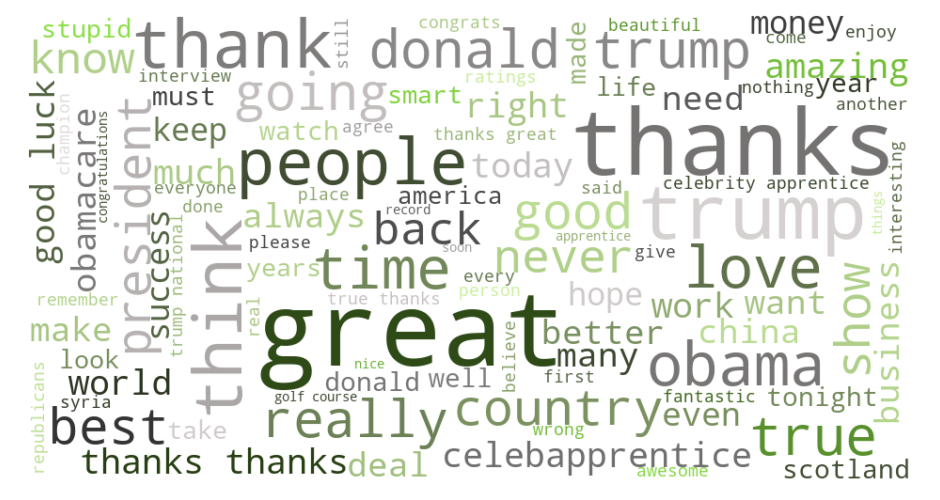 stupid
thank
still
congrats
beautiful
money
come
enjoy
know
donald
made
trump
amazing
interview
going
ratings
life
nothing
year
good luck
champion
obamacare
congratulations
president
must
smart
right
need
another
thanks
keep
watch
agree
thanks great
much
people
today
everyone
done
place
america
said
celebrity apprentice
interesting
always
back
record
good
trump
things
success
trump national
think
please
soon
apprentice
give
years
time
every
never
love
show
business
remember
real
true thanks
person
hope
work
want
make
great
believe
better
china
look
nice
many
obama
world
donald
well
first
republicans
syria
golf course
country
fantastic
tonight
best
take
really
wrong
even
true
thanks thanks
deal
celebapprentice
awesome
scotland